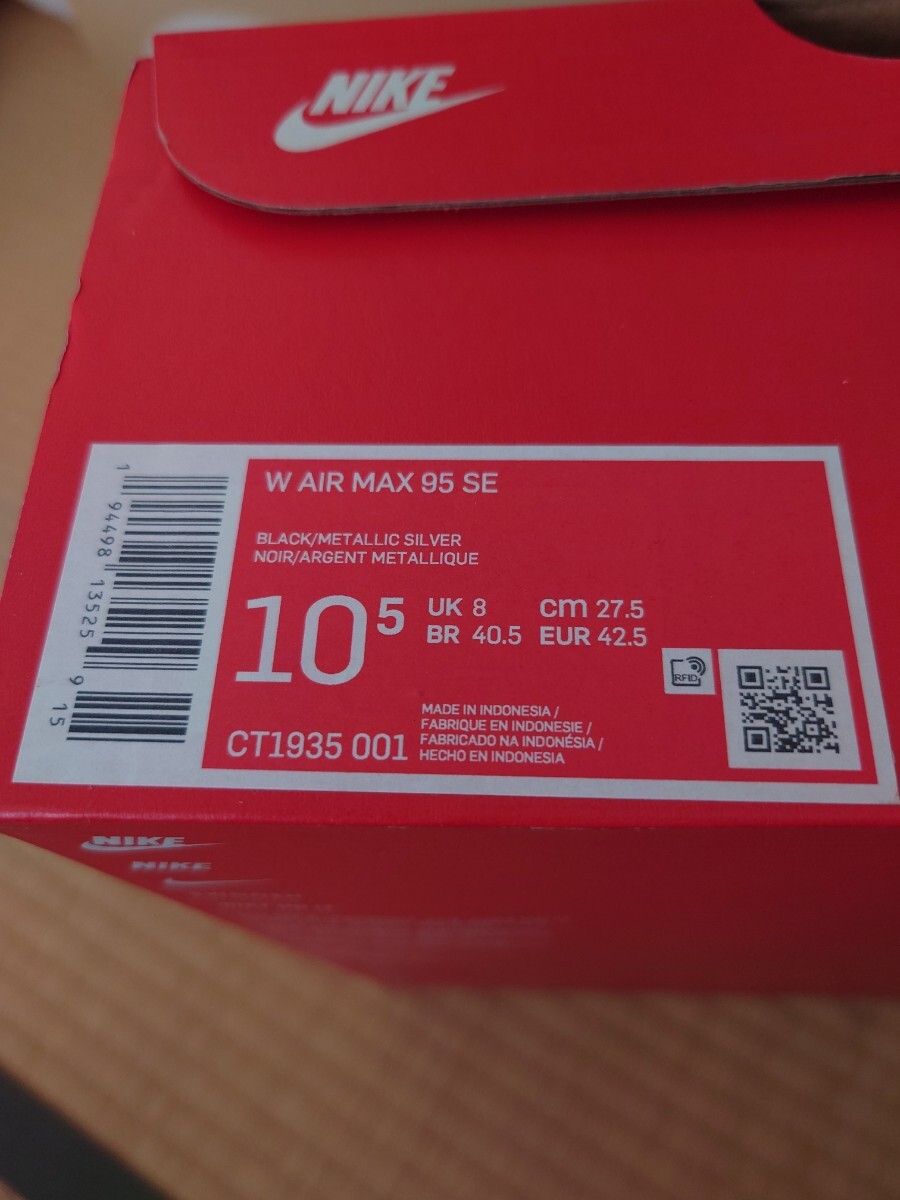 NIKE
W AIR MAX 95 SE
BLACK/METALLIC SILVER
NOIR/ARGENT METALLIQUE
10⁵
UK 8 cm 27.5
BR 40.5 EUR 42.5
RFID
CT1935 001
MADE IN INDONESIA /
FABRIQUE EN INDONESIE /
FABRICADO NA INDONÉSIA /
HECHO EN INDONESIA
1 94498 13525 9 15
NIKE
NIKE